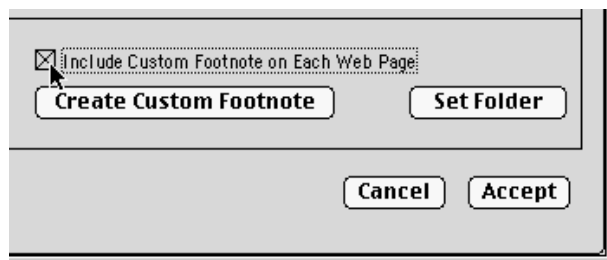 Include Custom Footnote on Each Web Page
Create Custom Footnote Set Folder
Cancel Accept